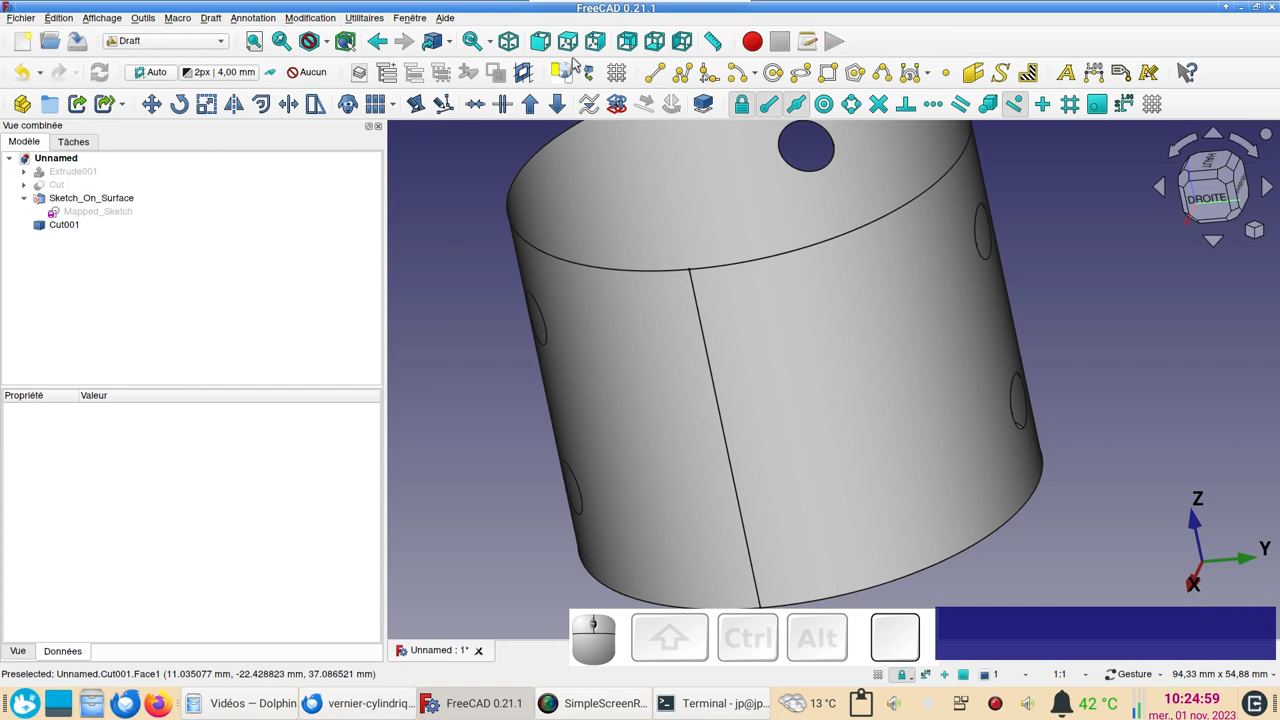 FreeCAD 0.21.1
Fichier Édition Affichage Outils Macro Draft Annotation Modification Utilitaires Fenêtre Aide
Draft
Auto 2px | 4,00 mm Aucun
Vue combinée
Modèle Tâches
Unnamed
Extrude001
Cut
Sketch_On_Surface
Mapped_Sketch
Cut001
Propriété Valeur
Vue Données
HAUT
DROITE
Z
Y
X
Ctrl Alt
Unnamed : 1*
Preselected: Unnamed.Cut001.Face1 (11.035077 mm, -22.428823 mm, 37.086521 mm)
1 1:1 Gesture 94,33 mm x 54,88 mm
Videos — Dolphin vernier-cylindriq... FreeCAD 0.21.1 SimpleScreenR... Terminal - jp@jp... 13 °C 42 °C 10:24:59
mer., 01 nov. 2023